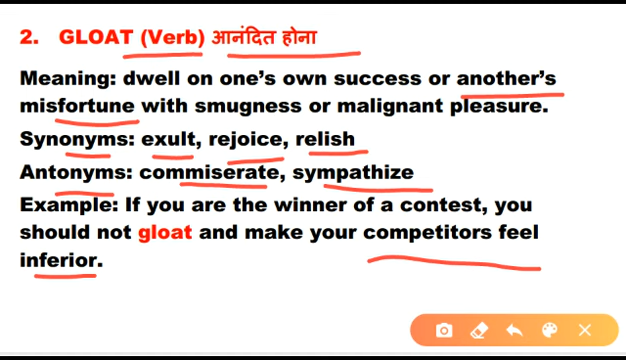 2. GLOAT (Verb) आनंदित होना
Meaning: dwell on one's own success or another's
misfortune with smugness or malignant pleasure.
Synonyms: exult, rejoice, relish
Antonyms: commiserate, sympathize
Example: If you are the winner of a contest, you
should not gloat and make your competitors feel
inferior.